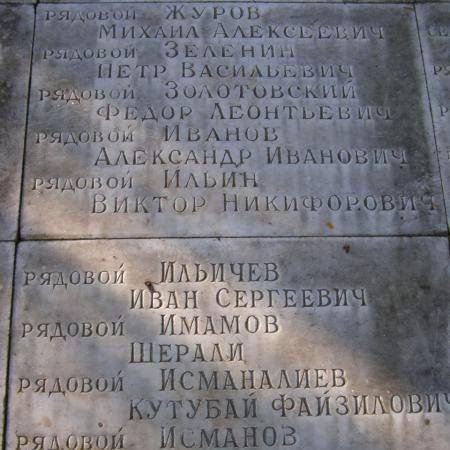 рядовой Журов
Михаил Алексеевич
рядовой Зеленин
Петр Васильевич
рядовой Золотовский
Федор Леонтьевич
рядовой Иванов
Александр Иванович
рядовой Ильин
Виктор Никифорович
рядовой Ильичев
Иван Сергеевич
рядовой Имамов
Шерали
рядовой Исманалиев
Кутубай Файзилович
рядовой Исманов